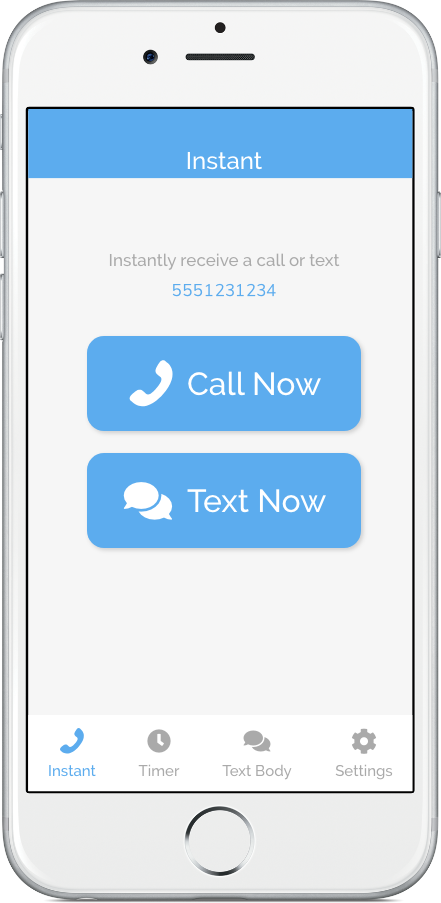 Instant
Instantly receive a call or text
5551231234
Call Now
Text Now
Instant Timer Text Body Settings